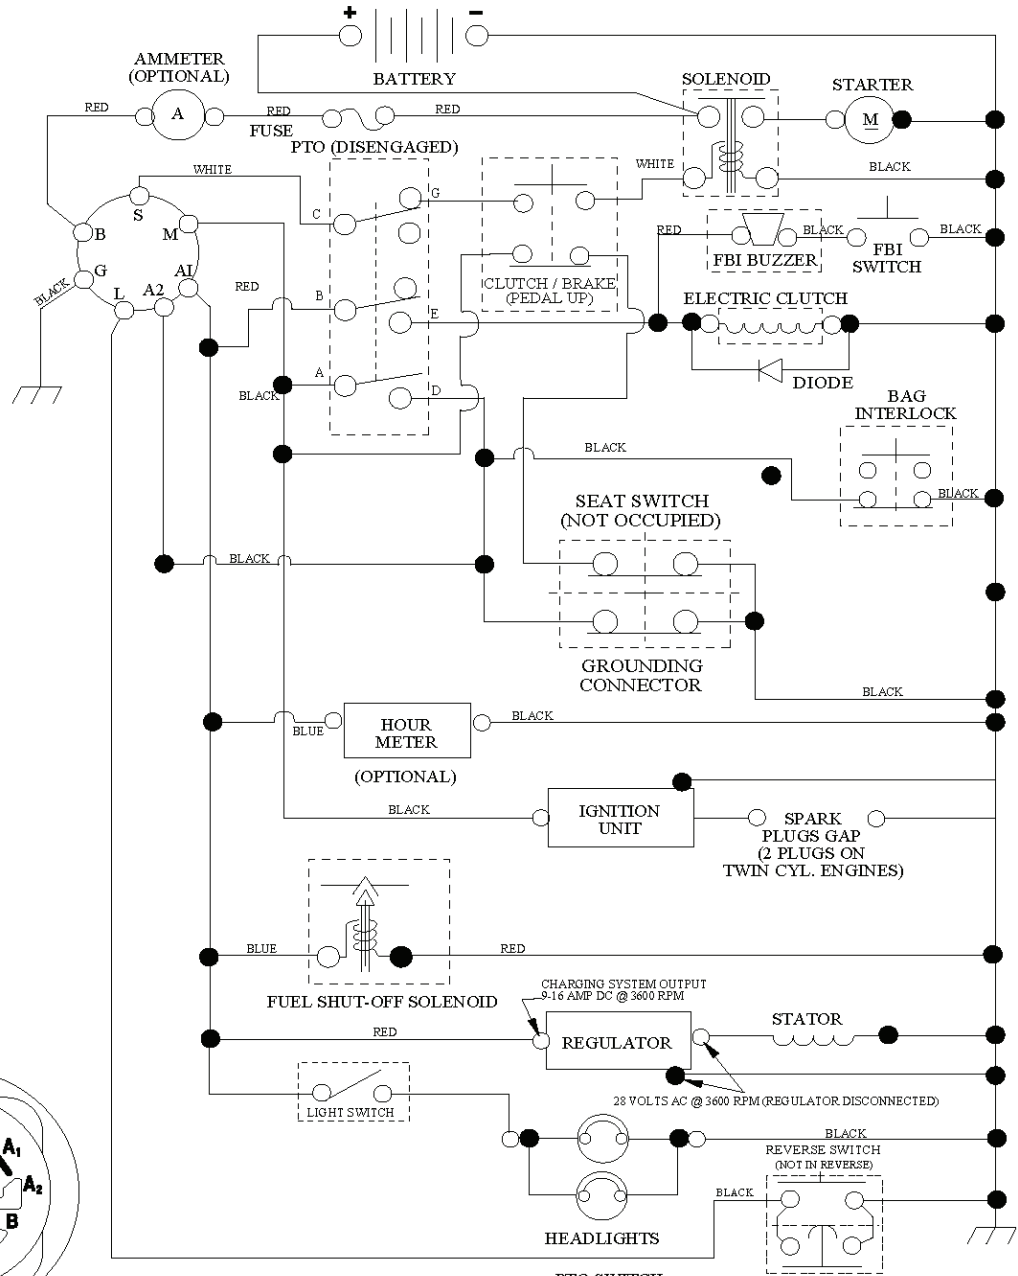 + −
BATTERY
AMMETER
(OPTIONAL)
SOLENOID
STARTER
RED
A
RED
FUSE
RED
M
PTO (DISENGAGED)
WHITE
WHITE
BLACK
S
M
B
G
L
A2
A1
C
G
RED
BLACK
BLACK
FBI BUZZER
FBI
SWITCH
BLACK
RED
B
CLUTCH / BRAKE
(PEDAL UP)
ELECTRIC CLUTCH
E
A
BLACK
D
DIODE
BAG
INTERLOCK
BLACK
BLACK
SEAT SWITCH
(NOT OCCUPIED)
BLACK
GROUNDING
CONNECTOR
BLACK
BLUE
HOUR
METER
BLACK
(OPTIONAL)
BLACK
IGNITION
UNIT
SPARK
PLUGS GAP
(2 PLUGS ON
TWIN CYL. ENGINES)
BLUE
RED
FUEL SHUT-OFF SOLENOID
CHARGING SYSTEM OUTPUT
9-16 AMP DC @ 3600 RPM
RED
REGULATOR
STATOR
28 VOLTS AC @ 3600 RPM (REGULATOR DISCONNECTED)
LIGHT SWITCH
BLACK
REVERSE SWITCH
(NOT IN REVERSE)
BLACK
HEADLIGHTS
A1
A2
B